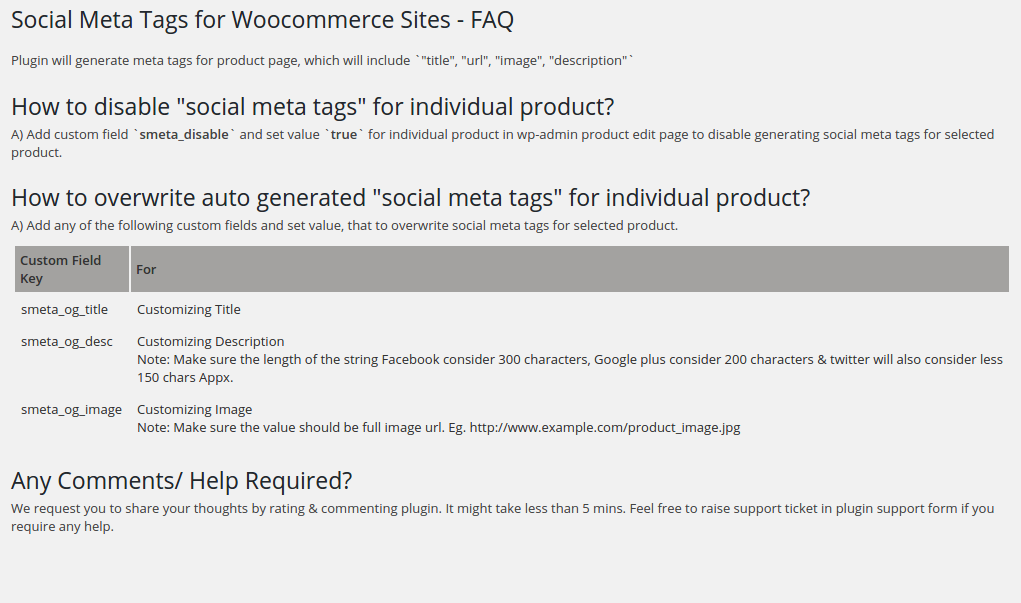 Social Meta Tags for Woocommerce Sites - FAQ
Plugin will generate meta tags for product page, which will include `"title", "url", "image", "description"`
How to disable "social meta tags" for individual product?
A) Add custom field `smeta_disable` and set value `true` for individual product in wp-admin product edit page to disable generating social meta tags for selected
product.
How to overwrite auto generated "social meta tags" for individual product?
A) Add any of the following custom fields and set value, that to overwrite social meta tags for selected product.
Custom Field
Key
For
smeta_og_title
Customizing Title
smeta_og_desc
Customizing Description
Note: Make sure the length of the string Facebook consider 300 characters, Google plus consider 200 characters & twitter will also consider less
150 chars Appx.
smeta_og_image
Customizing Image
Note: Make sure the value should be full image url. Eg. http://www.example.com/product_image.jpg
Any Comments/ Help Required?
We request you to share your thoughts by rating & commenting plugin. It might take less than 5 mins. Feel free to raise support ticket in plugin support form if you
require any help.